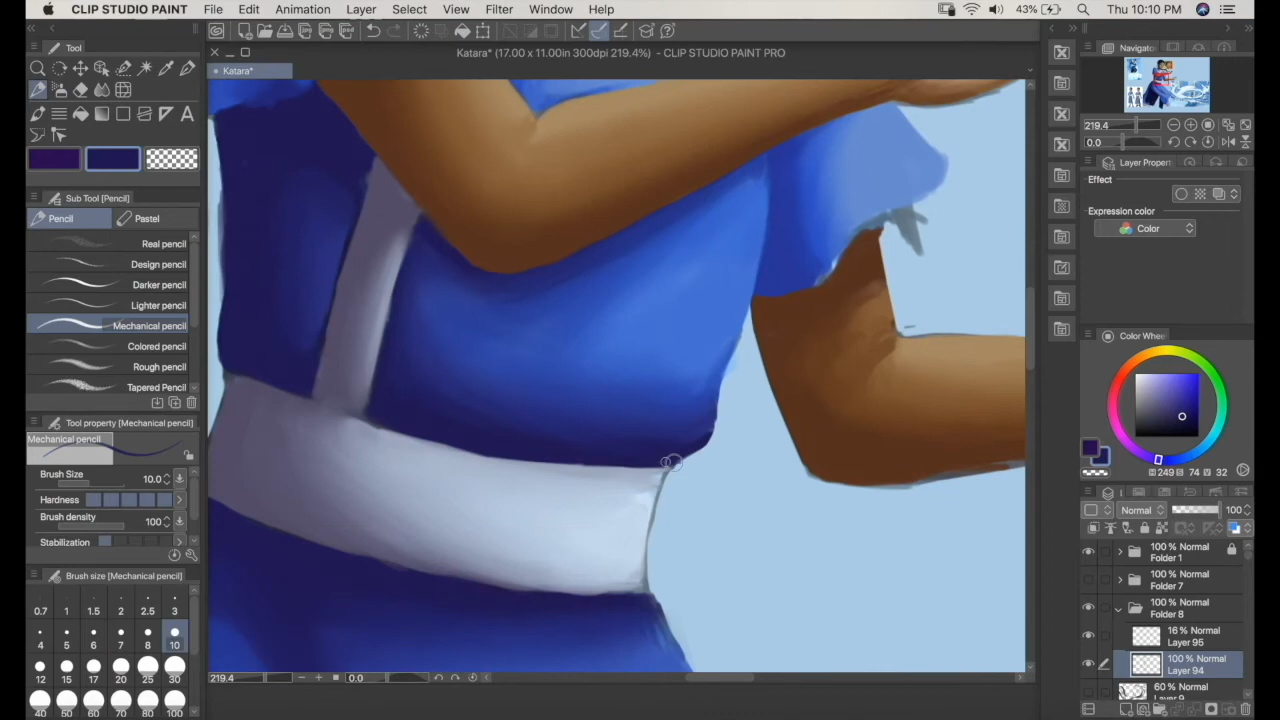 CLIP STUDIO PAINT File Edit Animation Layer Select View Filter Window Help 43% Thu 10:10 PM
Katara* (17.00 x 11.00in 300dpi 219.4%) - CLIP STUDIO PAINT PRO
Tool
Katara*
Sub Tool [Pencil]
Pencil Pastel
Real pencil
Design pencil
Darker pencil
Lighter pencil
Mechanical pencil
Colored pencil
Rough pencil
Tapered Pencil
Tool property [Mechanical pencil]
Mechanical pencil
Brush Size 10.0
Hardness
Brush density 100
Stabilization
Brush size [Mechanical pencil]
0.7 1 1.5 2 2.5 3
4 5 6 7 8 10
12 15 17 20 25 30
40 50 60 70 80 100
219.4 0.0
Navigato
219.4
0.0
Layer Proper
Effect
Expression color
Color
Color Whee
249 S 74 V 32
Normal 100
100 % Normal
Folder 1
100 % Normal
Folder 7
100 % Normal
Folder 8
16 % Normal
Layer 95
100 % Normal
Layer 94
60 % Normal
Layer 9